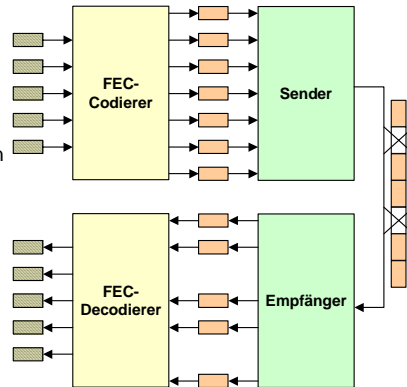 FEC-
Codierer
Sender
n
FEC-
Decodierer
Empfänger